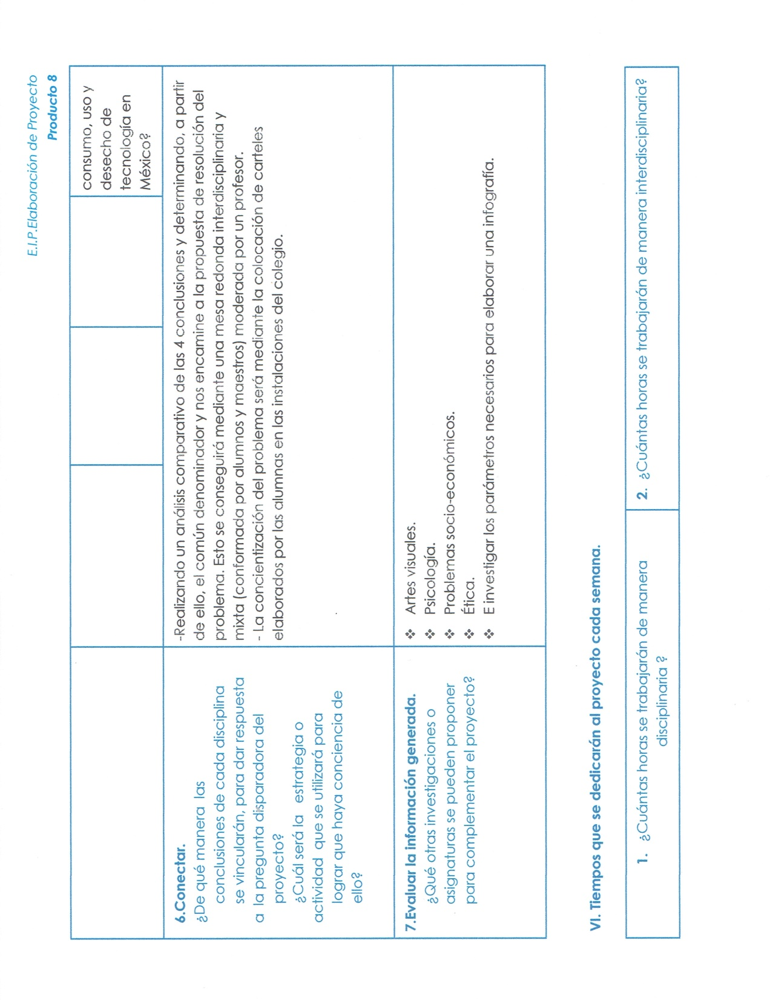 E.I.P.Elaboración de Proyecto
Producto 8
consumo, uso y
desecho de
tecnología en
México?
6.Conectar.
¿De qué manera las
conclusiones de cada disciplina
se vincularán, para dar respuesta
a la pregunta disparadora del
proyecto?
¿Cuál será la estrategia o
actividad que se utilizará para
lograr que haya conciencia de
ello?
-Realizando un análisis comparativo de las 4 conclusiones y determinando, a partir
de ello, el común denominador y nos encamine a la propuesta de resolución del
problema. Esto se conseguirá mediante una mesa redonda interdisciplinaria y
mixta (conformada por alumnos y maestros) moderada por un profesor.
- La concientización del problema será mediante la colocación de carteles
elaborados por las alumnas en las instalaciones del colegio.
7.Evaluar la información generada.
¿Qué otras investigaciones o
asignaturas se pueden proponer
para complementar el proyecto?
❖ Artes visuales.
❖ Psicología.
❖ Problemas socio-económicos.
❖ Ética.
❖ E investigar los parámetros necesarios para elaborar una infografía.
VI. Tiempos que se dedicarán al proyecto cada semana.
1. ¿Cuántas horas se trabajarán de manera
disciplinaria ?
2. ¿Cuántas horas se trabajarán de manera interdisciplinaria?